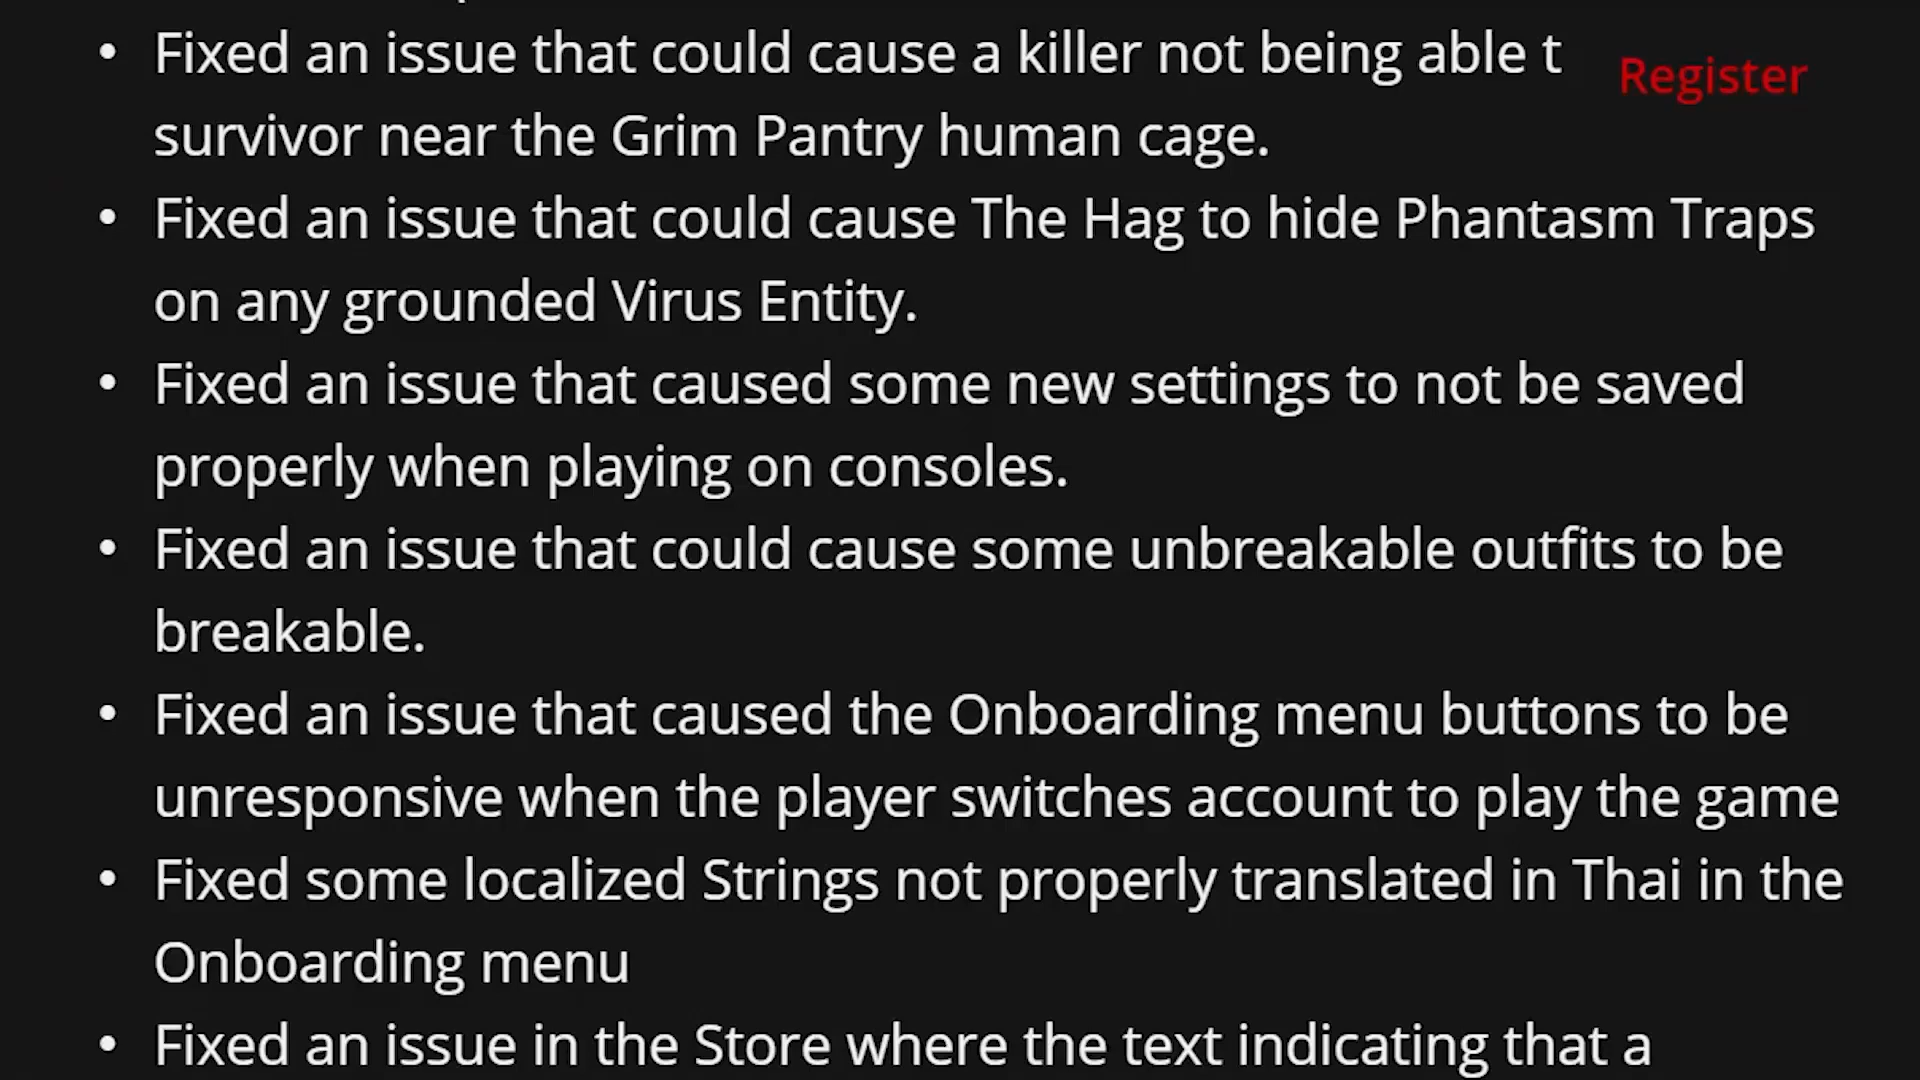 • Fixed an issue that could cause a killer not being able t
Register
survivor near the Grim Pantry human cage.
• Fixed an issue that could cause The Hag to hide Phantasm Traps
on any grounded Virus Entity.
• Fixed an issue that caused some new settings to not be saved
properly when playing on consoles.
• Fixed an issue that could cause some unbreakable outfits to be
breakable.
• Fixed an issue that caused the Onboarding menu buttons to be
unresponsive when the player switches account to play the game
• Fixed some localized Strings not properly translated in Thai in the
Onboarding menu
• Fixed an issue in the Store where the text indicating that a